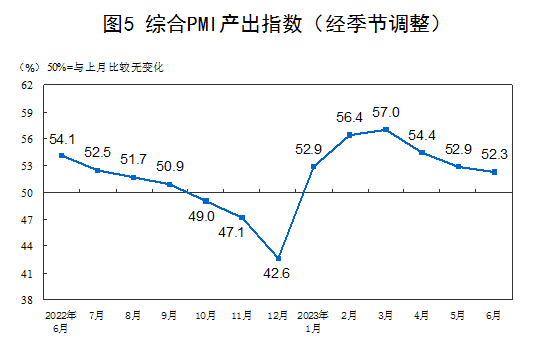 图5 综合PMI产出指数（经季节调整）
（%）50%=与上月比较无变化
62
59
56
53
50
47
44
41
38
54.1
52.5
51.7
50.9
49.0
47.1
42.6
52.9
56.4
57.0
54.4
52.9
52.3
2022年
6月
7月
8月
9月
10月
11月
12月
2023年
1月
2月
3月
4月
5月
6月